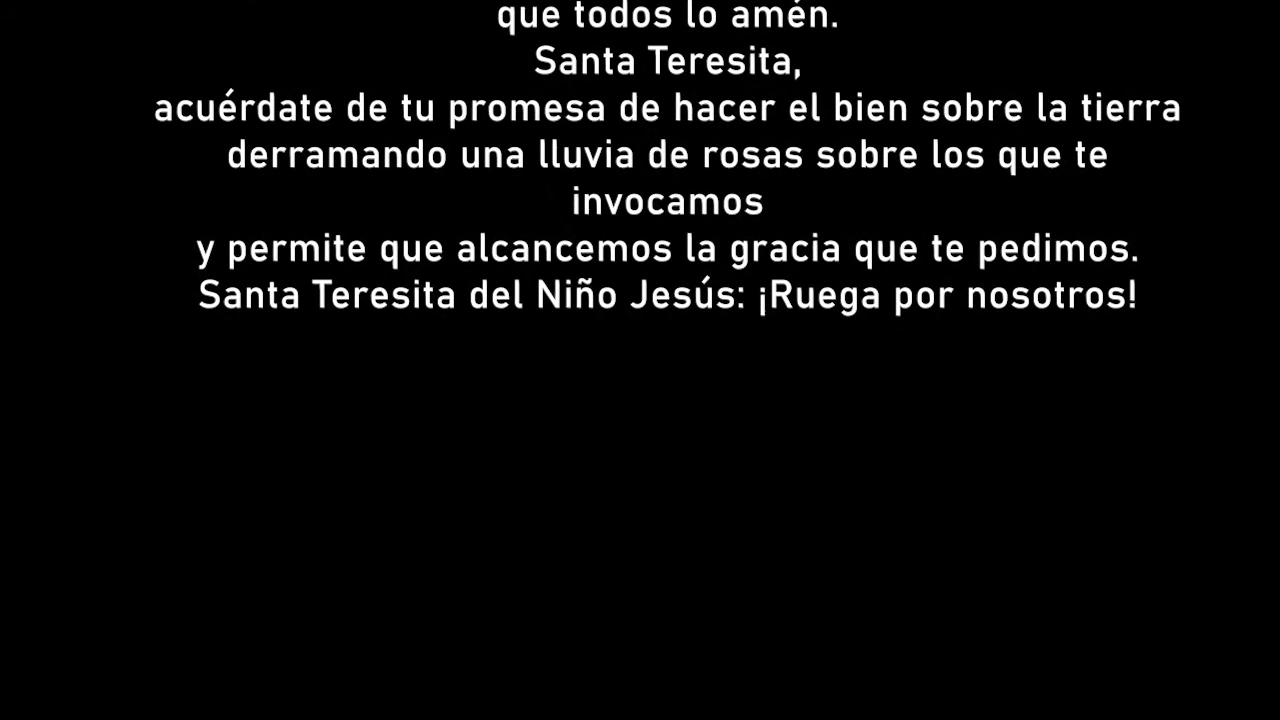 que todos lo amén.
Santa Teresita,
acuérdate de tu promesa de hacer el bien sobre la tierra
derramando una lluvia de rosas sobre los que te
invocamos
y permite que alcancemos la gracia que te pedimos.
Santa Teresita del Niño Jesús: ¡Ruega por nosotros!